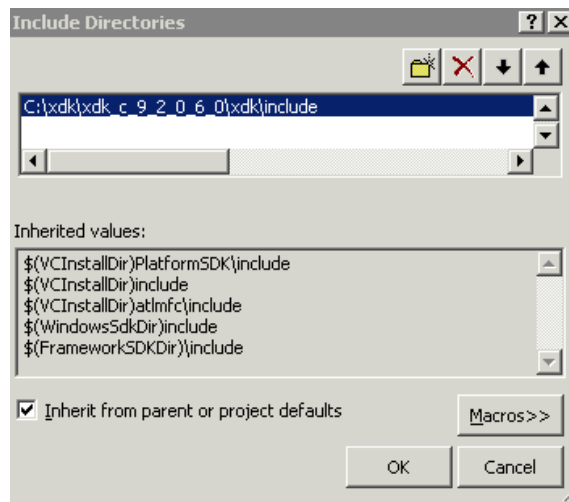 Include Directories
C:\xdk\xdk_c_9_2_0_6_0\xdk\include
Inherited values:
$(VCInstallDir)PlatformSDK\include
$(VCInstallDir)include
$(VCInstallDir)atlmfc\include
$(WindowsSdkDir)include
$(FrameworkSDKDir)\include
Inherit from parent or project defaults
Macros>>
OK
Cancel